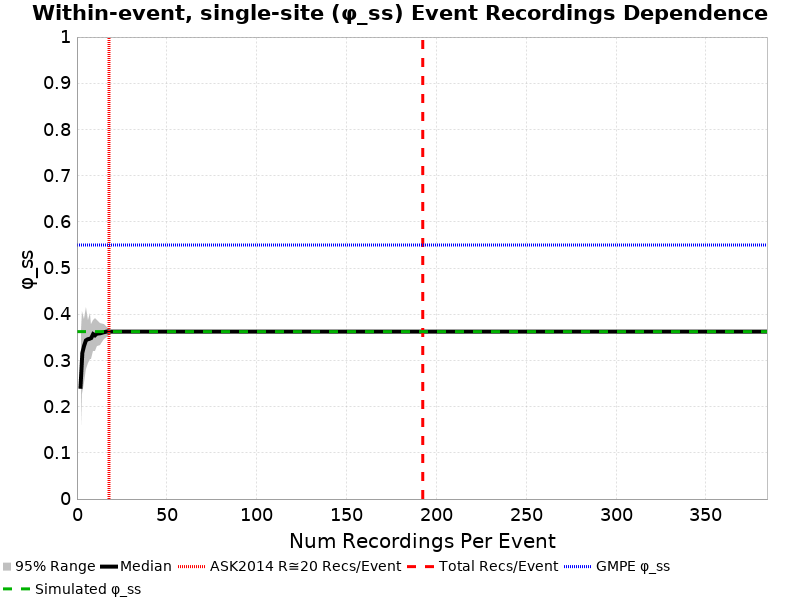 Within-event, single-site (φ_ss) Event Recordings Dependence
1
0.9
0.8
0.7
0.6
0.5
0.4
0.3
0.2
0.1
0
φ_ss
0 50 100 150 200 250 300 350
Num Recordings Per Event
95% Range Median ASK2014 R≅20 Recs/Event Total Recs/Event GMPE φ_ss
Simulated φ_ss